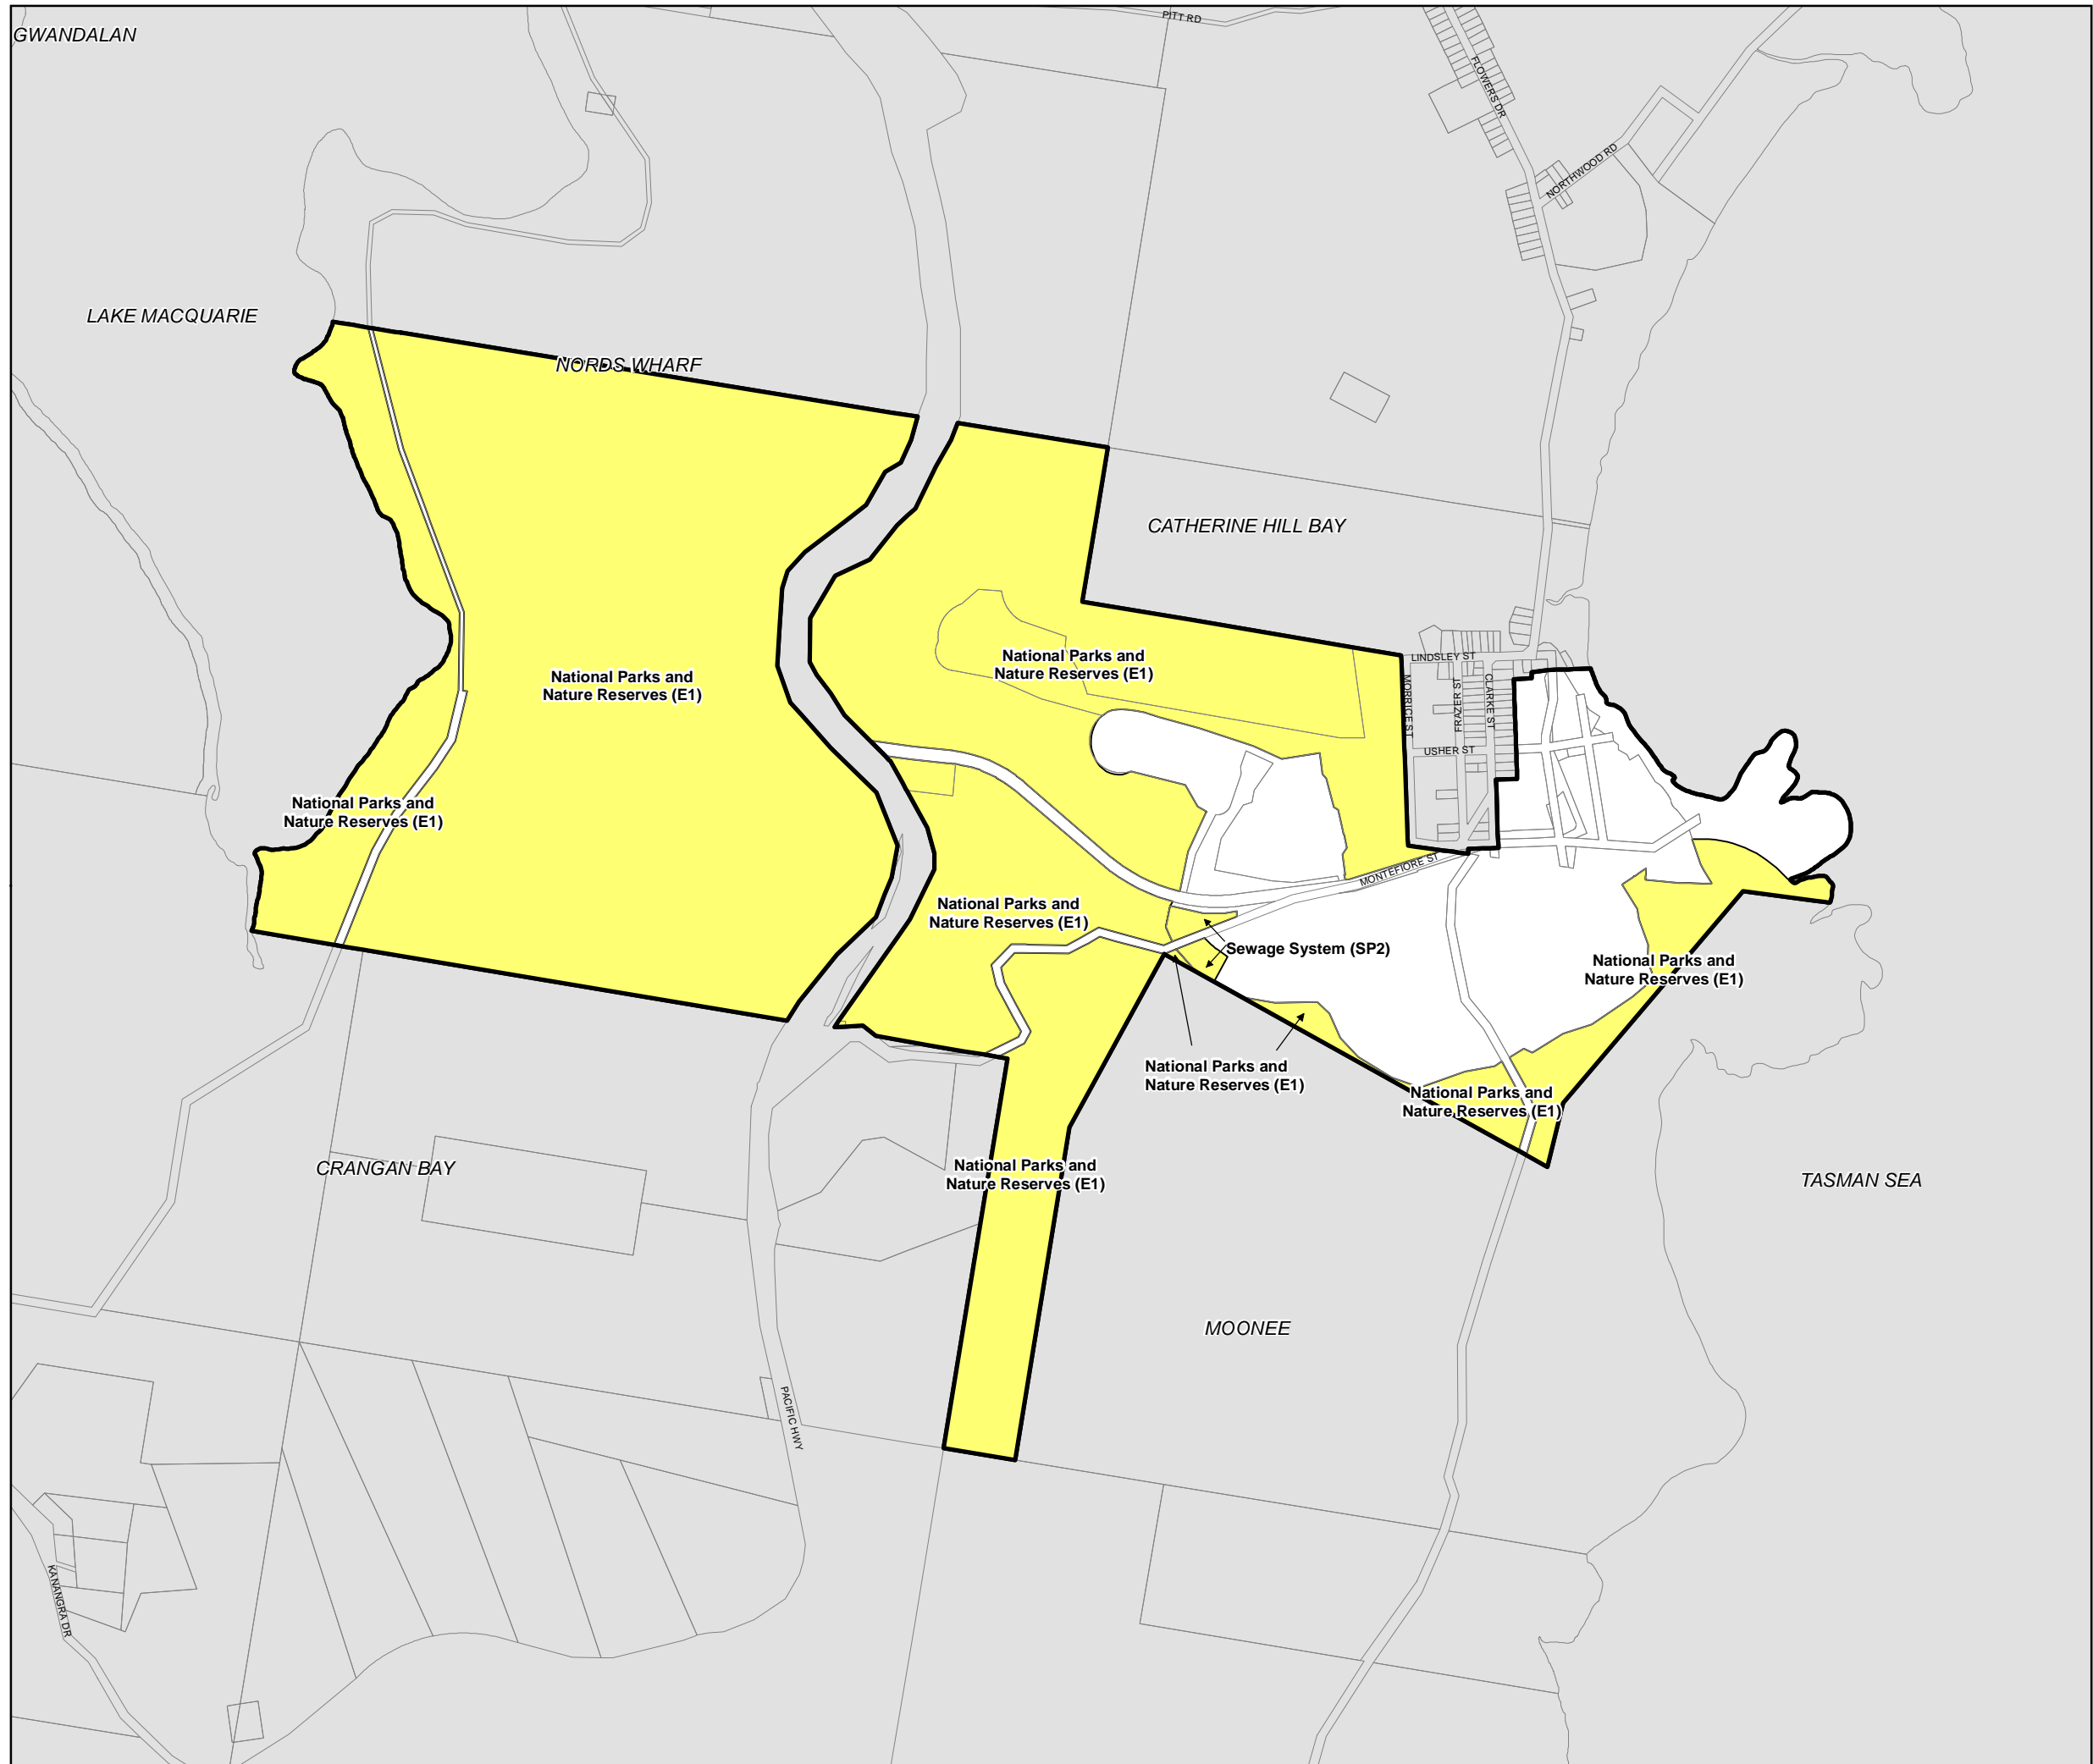 PITT RD
GWANDALAN
FLOWERS DR
NORTHWOOD RD
LAKE MACQUARIE
NORDS WHARF
CATHERINE HILL BAY
National Parks and
Nature Reserves (E1)
LINDSLEY ST
MORRICE ST
FRAZER ST
CLARKE ST
National Parks and
Nature Reserves (E1)
USHER ST
National Parks and
Nature Reserves (E1)
MONTEFIORE ST
National Parks and
Nature Reserves (E1)
Sewage System (SP2)
National Parks and
Nature Reserves (E1)
National Parks and
Nature Reserves (E1)
National Parks and
Nature Reserves (E1)
CRANGAN BAY
National Parks and
Nature Reserves (E1)
TASMAN SEA
MOONEE
PACIFIC HWY
KANANGRA DR